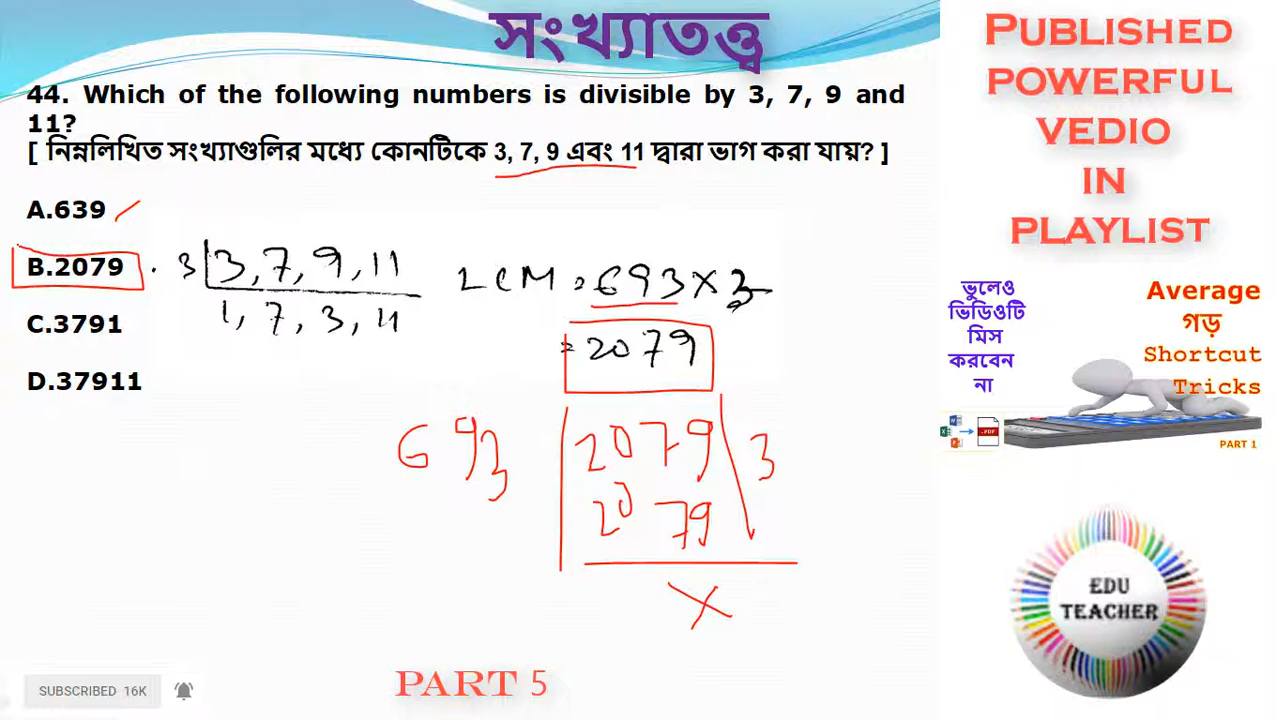 সংখ্যাতত্ত্ব
44. Which of the following numbers is divisible by 3, 7, 9 and
11?
[ নিম্নলিখিত সংখ্যাগুলির মধ্যে কোনটিকে 3, 7, 9 এবং 11 দ্বারা ভাগ করা যায়? ]
A.639
B.2079
C.3791
D.37911
3 3, 7, 9, 11
1, 7, 3, 11
LCM = 693 × 3
= 2079
693 2079 3
2079
×
PART 5
SUBSCRIBED 16K
PUBLISHED
POWERFUL
VEDIO
IN
PLAYLIST
ভুলেও
ভিডিওটি
মিস
করবেন
না
Average
গড়
Shortcut
Tricks
PDF
PART 1
EDU
TEACHER